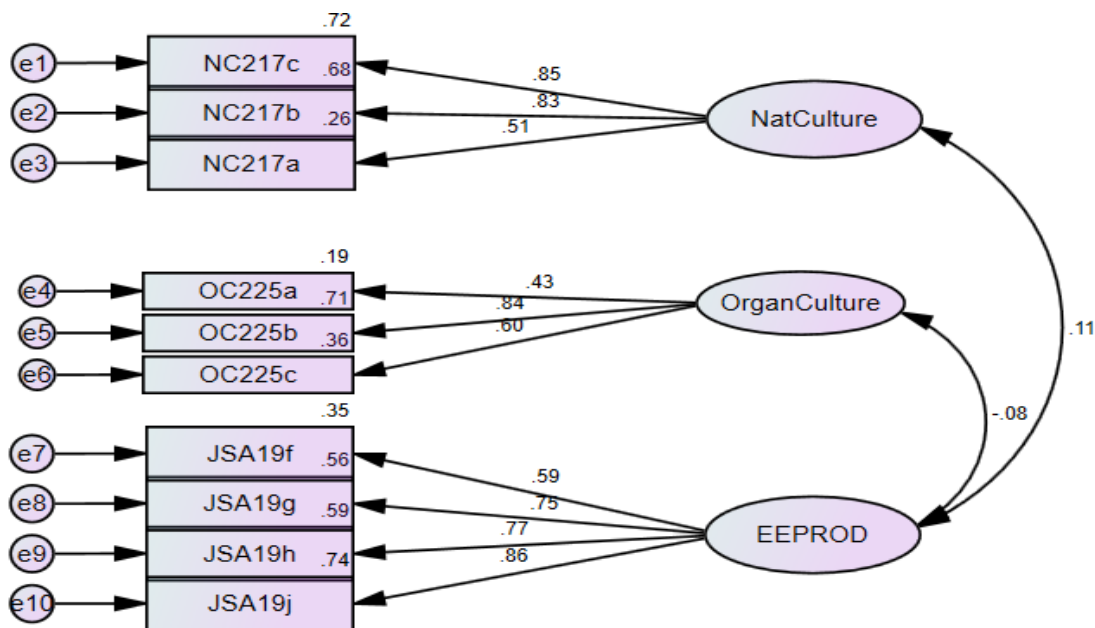 .72
e1 NC217c .68 .85
e2 NC217b .26 .83 NatCulture
e3 NC217a .51
.19
e4 OC225a .71 .43 OrganCulture
e5 OC225b .36 .84
e6 OC225c .60
.11
.35
-.08
e7 JSA19f .56 .59
e8 JSA19g .59 .75
e9 JSA19h .74 .77 EEPROD
e10 JSA19j .86